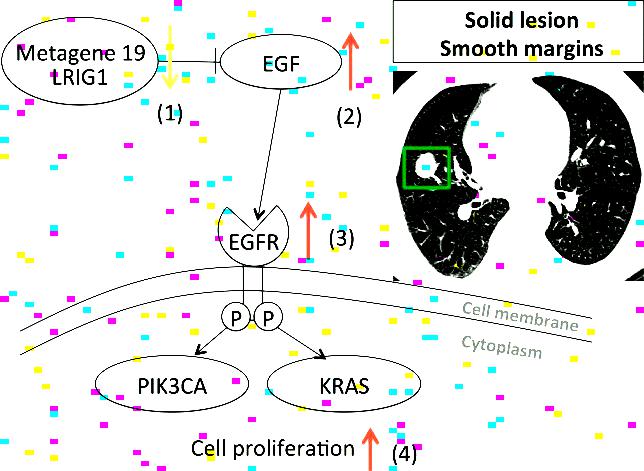 Solid lesion
Smooth margins
Metagene 19
LRIG1
EGF
(1)
(2)
EGFR
(3)
P P
Cell membrane
Cytoplasm
PIK3CA
KRAS
Cell proliferation
(4)